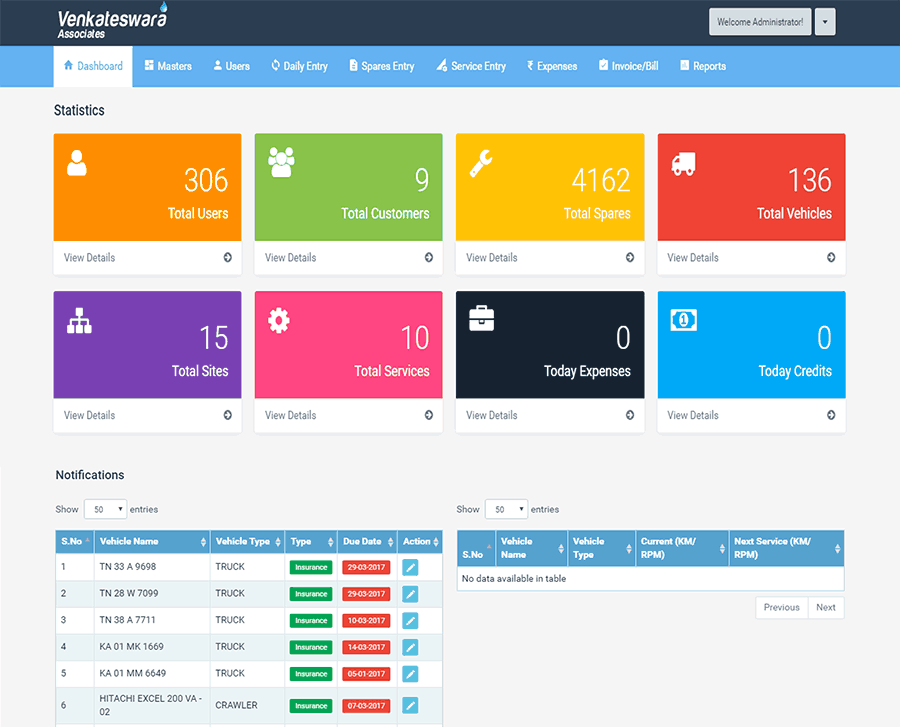 Venkateswara
Associates
Welcome Administrator!
Dashboard Masters Users Daily Entry Spares Entry Service Entry ₹ Expenses Invoice/Bill Reports
Statistics
306
Total Users
View Details
9
Total Customers
View Details
4162
Total Spares
View Details
136
Total Vehicles
View Details
15
Total Sites
View Details
10
Total Services
View Details
0
Today Expenses
View Details
1
0
Today Credits
View Details
Notifications
Show 50 entries
S.No Vehicle Name Vehicle Type Type Due Date Action
1 TN 33 A 9698 TRUCK Insurance 29-03-2017
2 TN 28 W 7099 TRUCK Insurance 29-03-2017
3 TN 38 A 7711 TRUCK Insurance 10-03-2017
4 KA 01 MK 1669 TRUCK Insurance 14-03-2017
5 KA 01 MM 6649 TRUCK Insurance 05-01-2017
6 HITACHI EXCEL 200 VA -
02 CRAWLER Insurance 07-03-2017
Show 50 entries
S.No Vehicle
Name Vehicle
Type Current (KM/
RPM) Next Service (KM/
RPM)
No data available in table
Previous Next